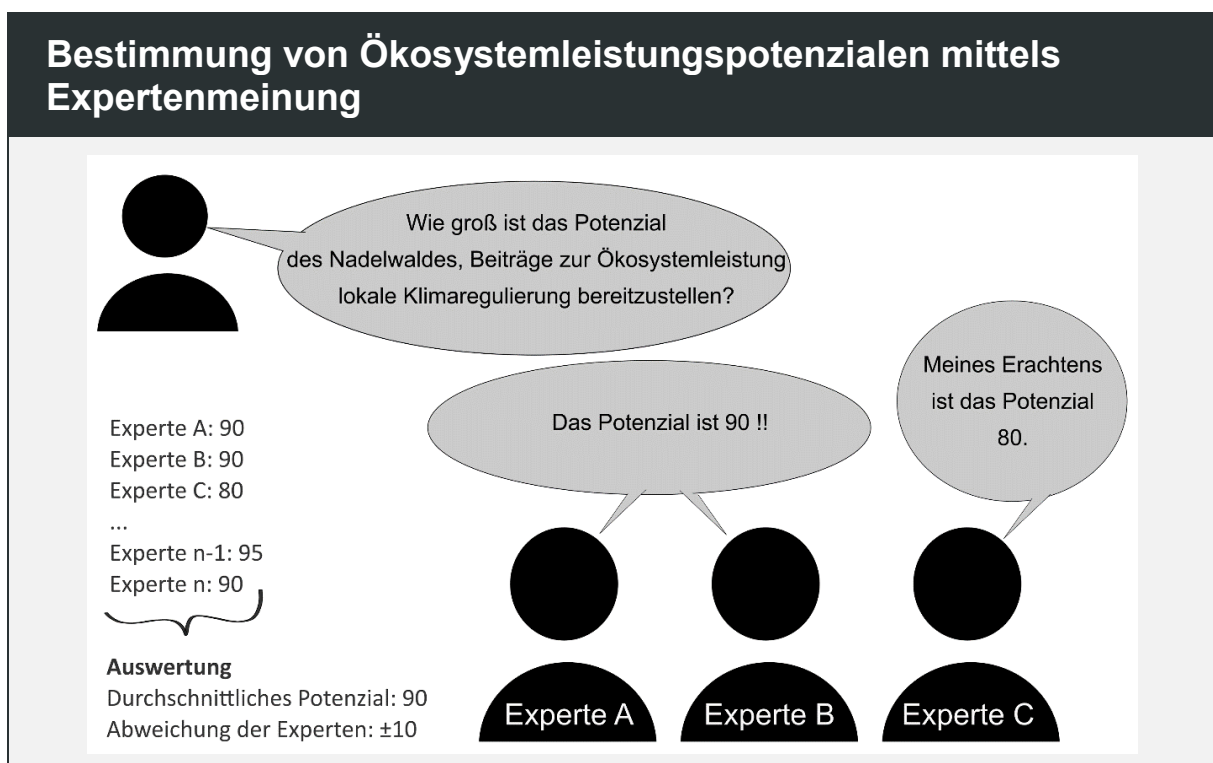 Bestimmung von Ökosystemleistungspotenzialen mittels
Expertenmeinung
Wie groß ist das Potenzial
des Nadelwaldes, Beiträge zur Ökosystemleistung
lokale Klimaregulierung bereitzustellen?
Meines Erachtens
ist das Potenzial
80.
Das Potenzial ist 90 !!
Experte A: 90
Experte B: 90
Experte C: 80
...
Experte n-1: 95
Experte n: 90
Auswertung
Durchschnittliches Potenzial: 90
Abweichung der Experten: ±10
Experte A
Experte B
Experte C